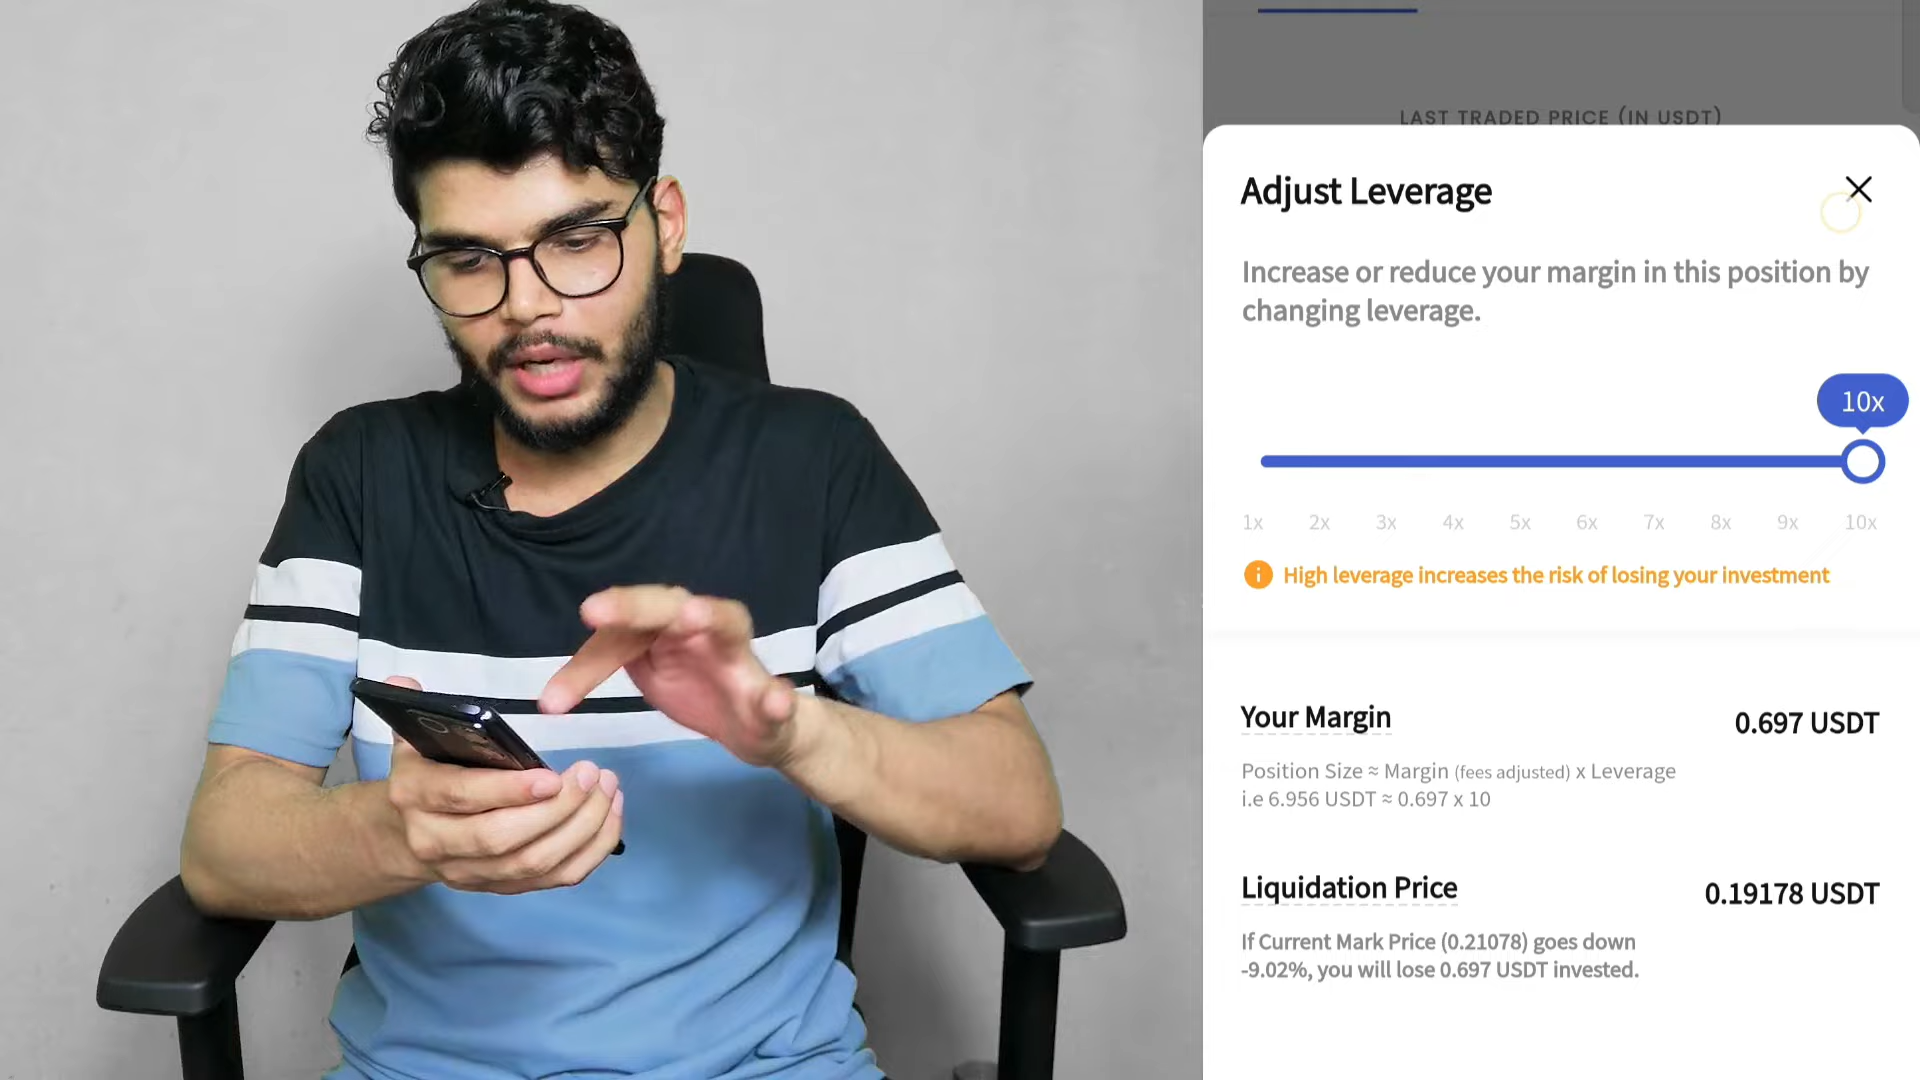 LAST TRADED PRICE (IN USDT)
Adjust Leverage
Increase or reduce your margin in this position by
changing leverage.
10x
1x 2x 3x 4x 5x 6x 7x 8x 9x 10x
High leverage increases the risk of losing your investment
Your Margin 0.697 USDT
Position Size ≈ Margin (fees adjusted) x Leverage
i.e 6.956 USDT ≈ 0.697 x 10
Liquidation Price 0.19178 USDT
If Current Mark Price (0.21078) goes down
-9.02%, you will lose 0.697 USDT invested.